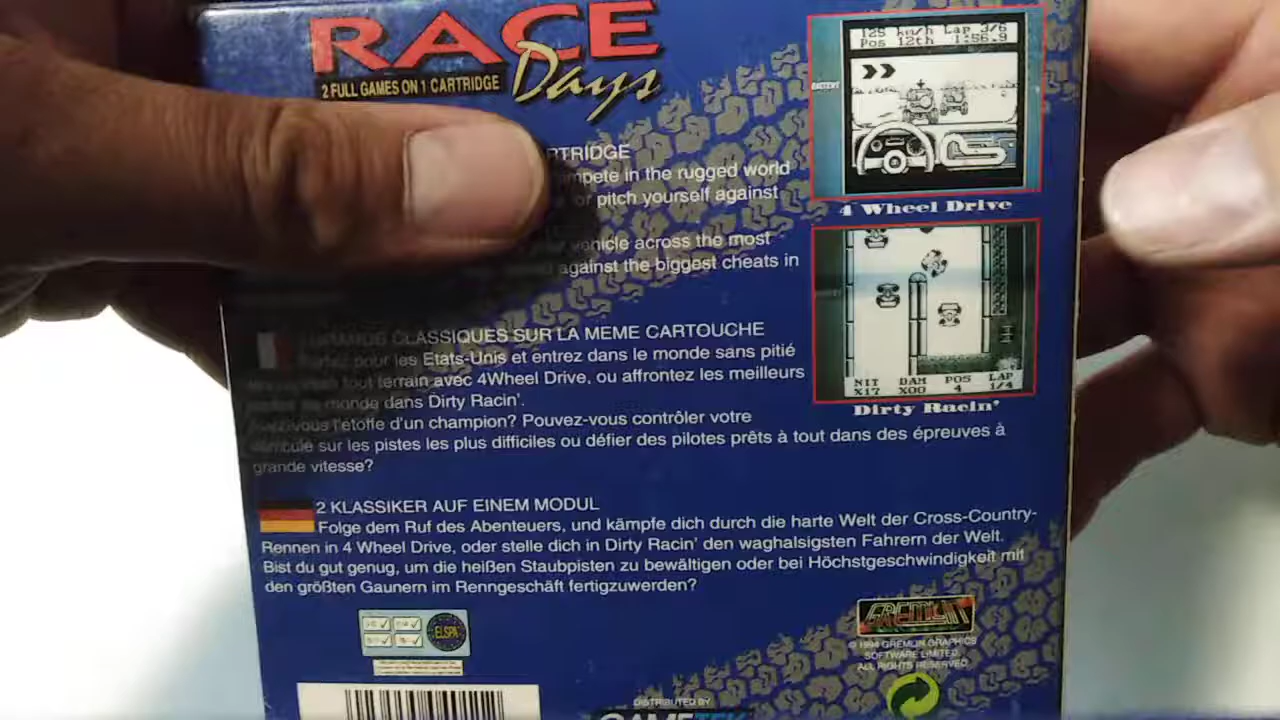 RACE
Days
2 FULL GAMES ON 1 CARTRIDGE
125 km/h Lap 3/6
Pos 12th 1:56.9
4 Wheel Drive
in the rugged world
or pitch yourself against
vehicle across the most
against the biggest cheats in
NIT DAM POS LAP
X17 X00 4 1/4
Dirty Racin'
CLASSIQUES SUR LA MEME CARTOUCHE
pour les Etats-Unis et entrez dans le monde sans pitié
tout terrain avec 4Wheel Drive, ou affrontez les meilleurs
monde dans Dirty Racin'.
l'étoffe d'un champion? Pouvez-vous contrôler votre
sur les pistes les plus difficiles ou défier des pilotes prêts à tout dans des épreuves à
grande vitesse?
2 KLASSIKER AUF EINEM MODUL
Folge dem Ruf des Abenteuers, und kämpfe dich durch die harte Welt der Cross-Country-
Rennen in 4 Wheel Drive, oder stelle dich in Dirty Racin' den waghalsigsten Fahrern der Welt.
Bist du gut genug, um die heißen Staubpisten zu bewältigen oder bei Höchstgeschwindigkeit mit
den größten Gaunern im Renngeschäft fertigzuwerden?
ELSPA
GREMLIN
© 1994 GREMLIN GRAPHICS
SOFTWARE LIMITED.
ALL RIGHTS RESERVED.
DISTRIBUTED BY
GAMETEK